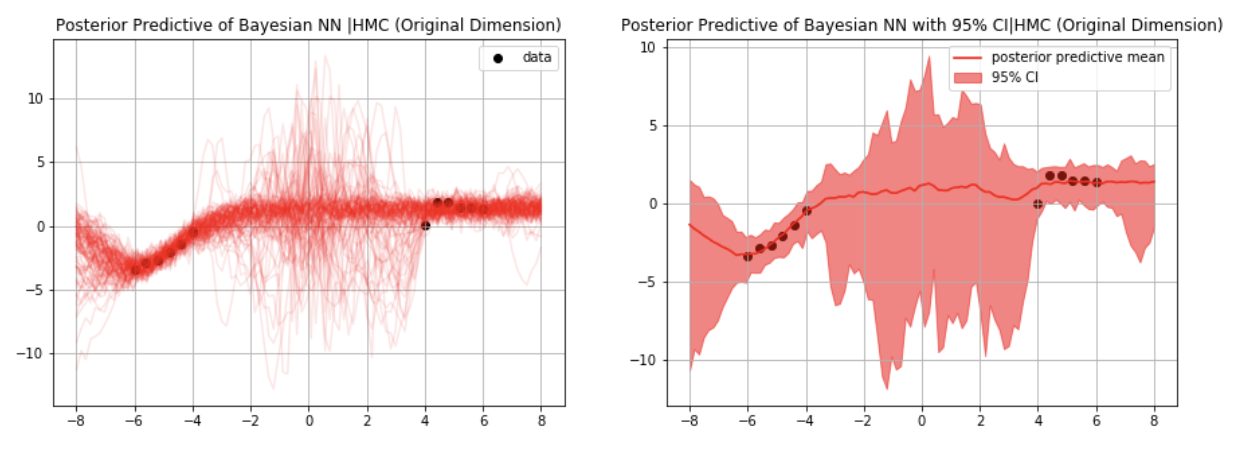 Posterior Predictive of Bayesian NN |HMC (Original Dimension)
data
10
5
0
−5
−10
−8 −6 −4 −2 0 2 4 6 8
Posterior Predictive of Bayesian NN with 95% CI|HMC (Original Dimension)
posterior predictive mean
95% CI
10
5
0
−5
−10
−8 −6 −4 −2 0 2 4 6 8